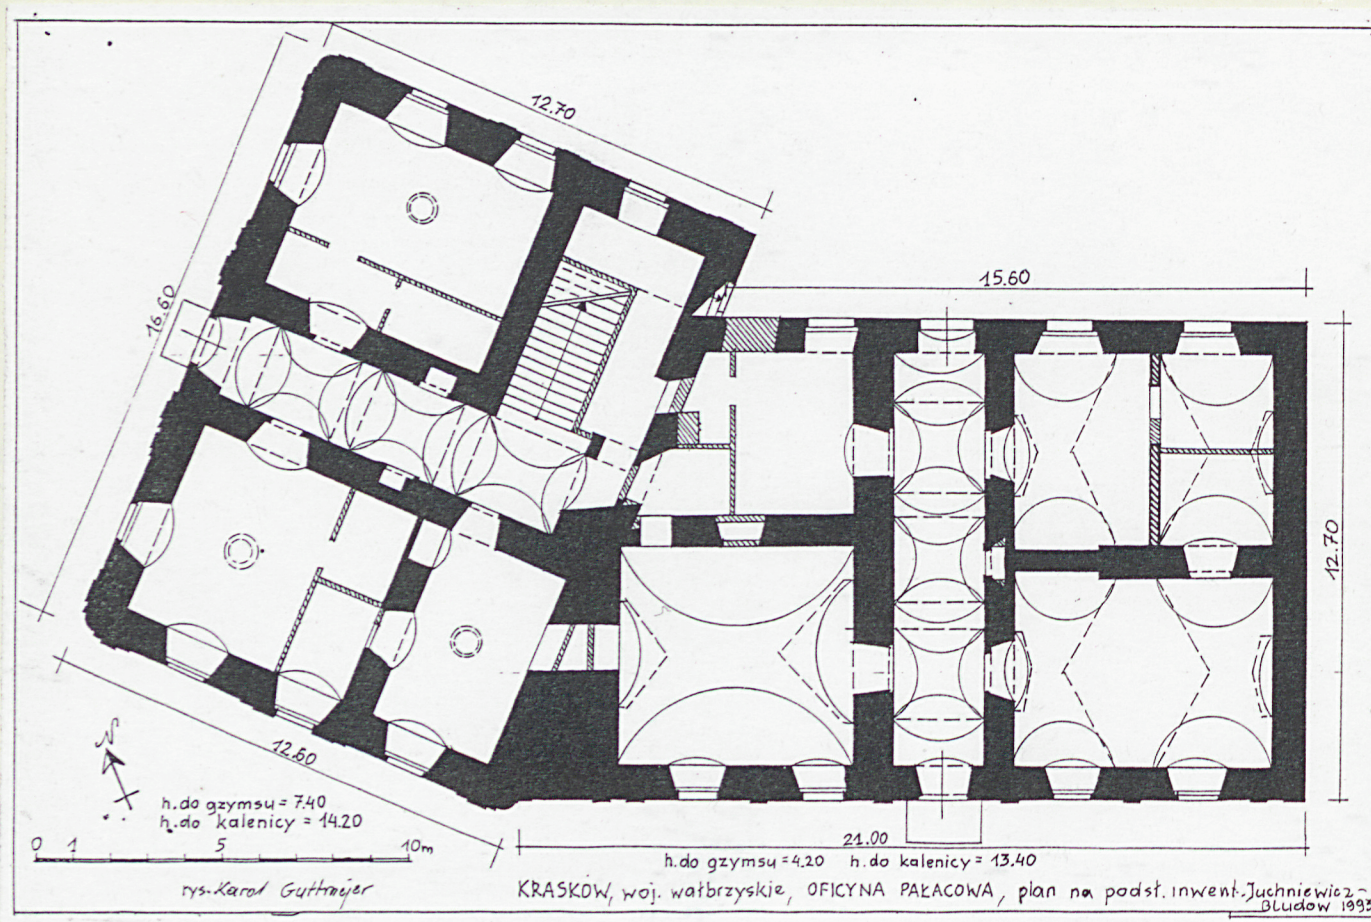 12.70
16.60
15.60
12.70
12.60
21.00
N
h.do gzymsu = 7.40
h.do kalenicy = 14.20
0 1 5 10m
h.do gzymsu = 4.20 h.do kalenicy = 13.40
rys. Karol Guttmejer
KRASKÓW, woj. wałbrzyskie, OFICYNA PAŁACOWA, plan na podst. inwent. Juchniewicz-
Bludow